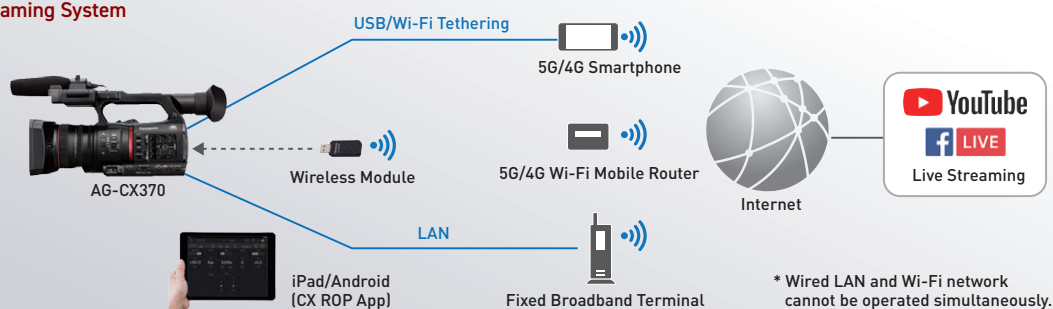 aming System
USB/Wi-Fi Tethering
5G/4G Smartphone
AG-CX370
Wireless Module
5G/4G Wi-Fi Mobile Router
Internet
YouTube
f LIVE
Live Streaming
LAN
iPad/Android
(CX ROP App)
Fixed Broadband Terminal
* Wired LAN and Wi-Fi network
cannot be operated simultaneously.